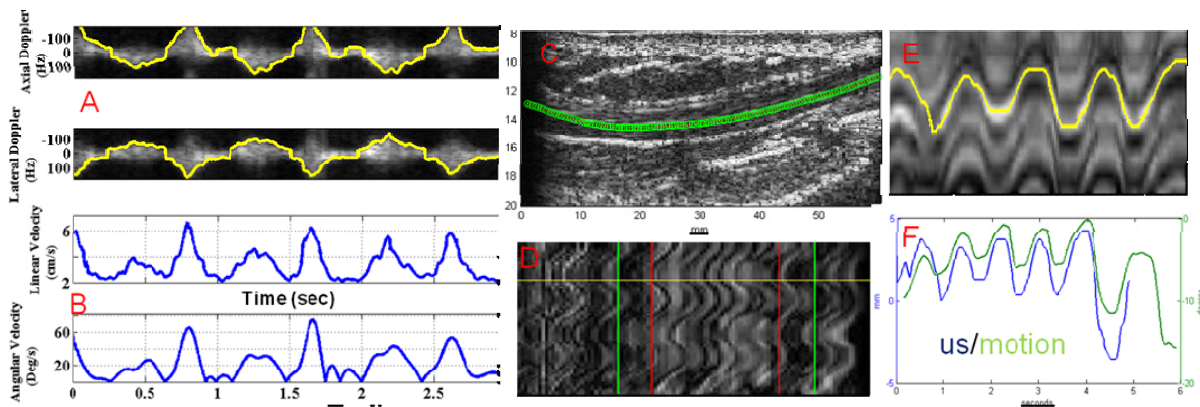 Axial Doppler
(Hz)
-100
0
100
A
Lateral Doppler
(Hz)
-100
0
100
Linear Velocity
(cm/s)
6
4
2
Time (sec)
B
Angular Velocity
(Deg/s)
60
20
0 0.5 1 1.5 2 2.5
C
8
10
12
14
16
18
20
0 10 20 30 40 50
mm
D
E
F
5
0
-5
mm
0
-10
-20
us/motion
0 1 2 3 4 5 6
seconds